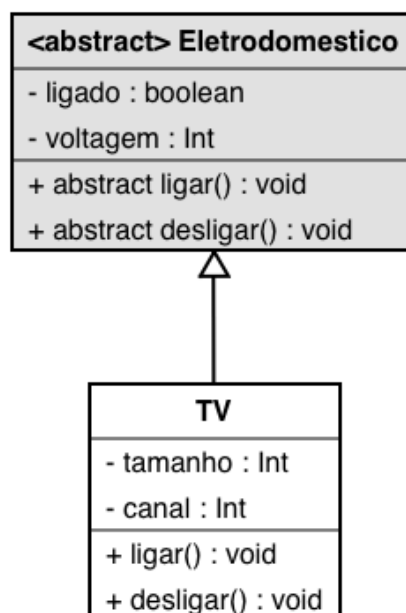 <abstract> Eletrodomestico
- ligado : boolean
- voltagem : Int
+ abstract ligar() : void
+ abstract desligar() : void
TV
- tamanho : Int
- canal : Int
+ ligar() : void
+ desligar() : void